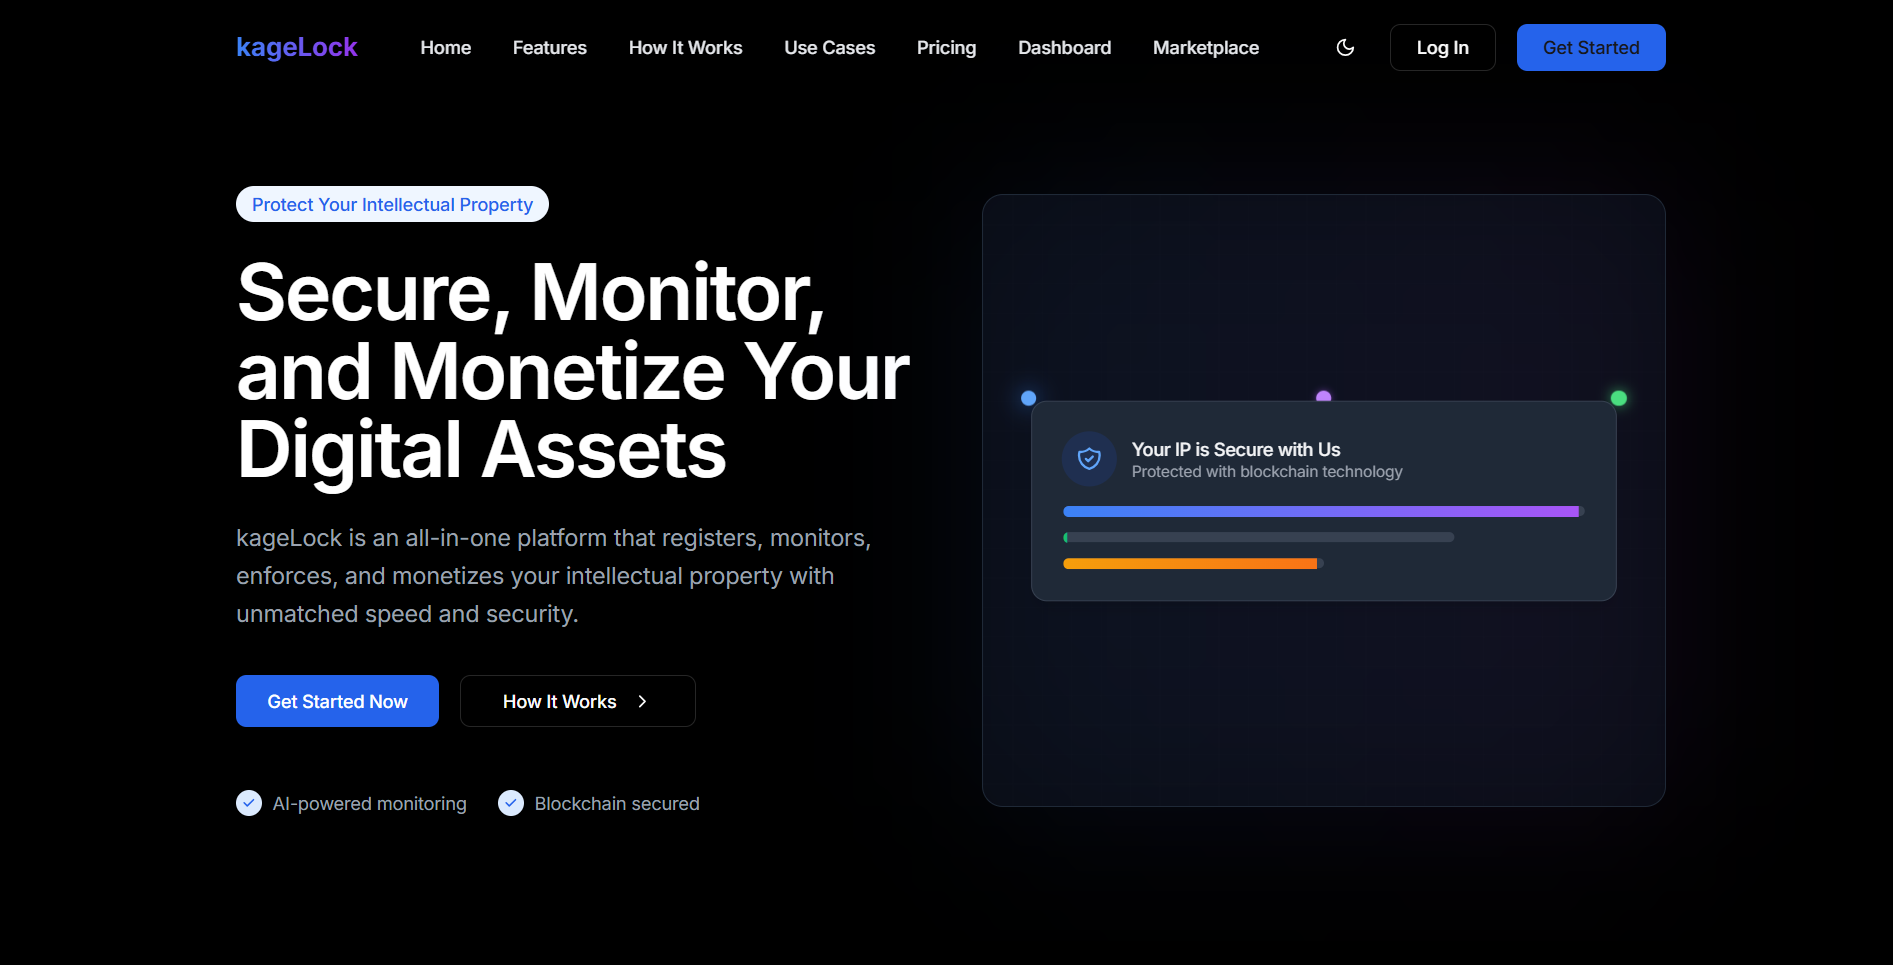 kageLock
Home
Features
How It Works
Use Cases
Pricing
Dashboard
Marketplace
Log In
Get Started
Protect Your Intellectual Property
Secure, Monitor,
and Monetize Your
Digital Assets
kageLock is an all-in-one platform that registers, monitors,
enforces, and monetizes your intellectual property with
unmatched speed and security.
Get Started Now
How It Works
AI-powered monitoring
Blockchain secured
Your IP is Secure with Us
Protected with blockchain technology